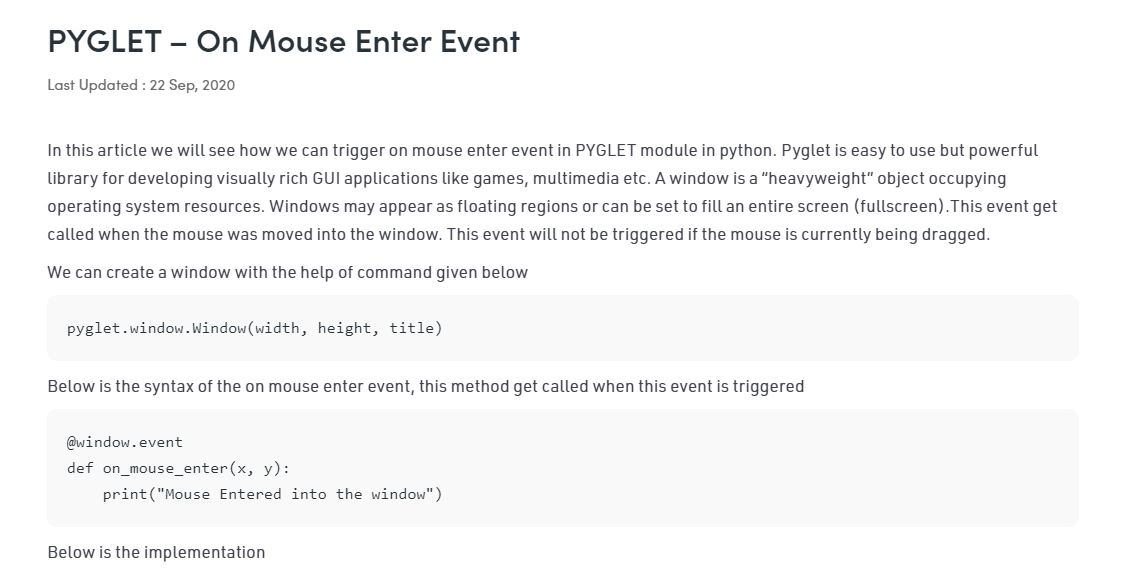 PYGLET – On Mouse Enter Event
Last Updated : 22 Sep, 2020
In this article we will see how we can trigger on mouse enter event in PYGLET module in python. Pyglet is easy to use but powerful
library for developing visually rich GUI applications like games, multimedia etc. A window is a “heavyweight” object occupying
operating system resources. Windows may appear as floating regions or can be set to fill an entire screen (fullscreen).This event get
called when the mouse was moved into the window. This event will not be triggered if the mouse is currently being dragged.
We can create a window with the help of command given below
pyglet.window.Window(width, height, title)
Below is the syntax of the on mouse enter event, this method get called when this event is triggered
@window.event
def on_mouse_enter(x, y):
    print("Mouse Entered into the window")
Below is the implementation